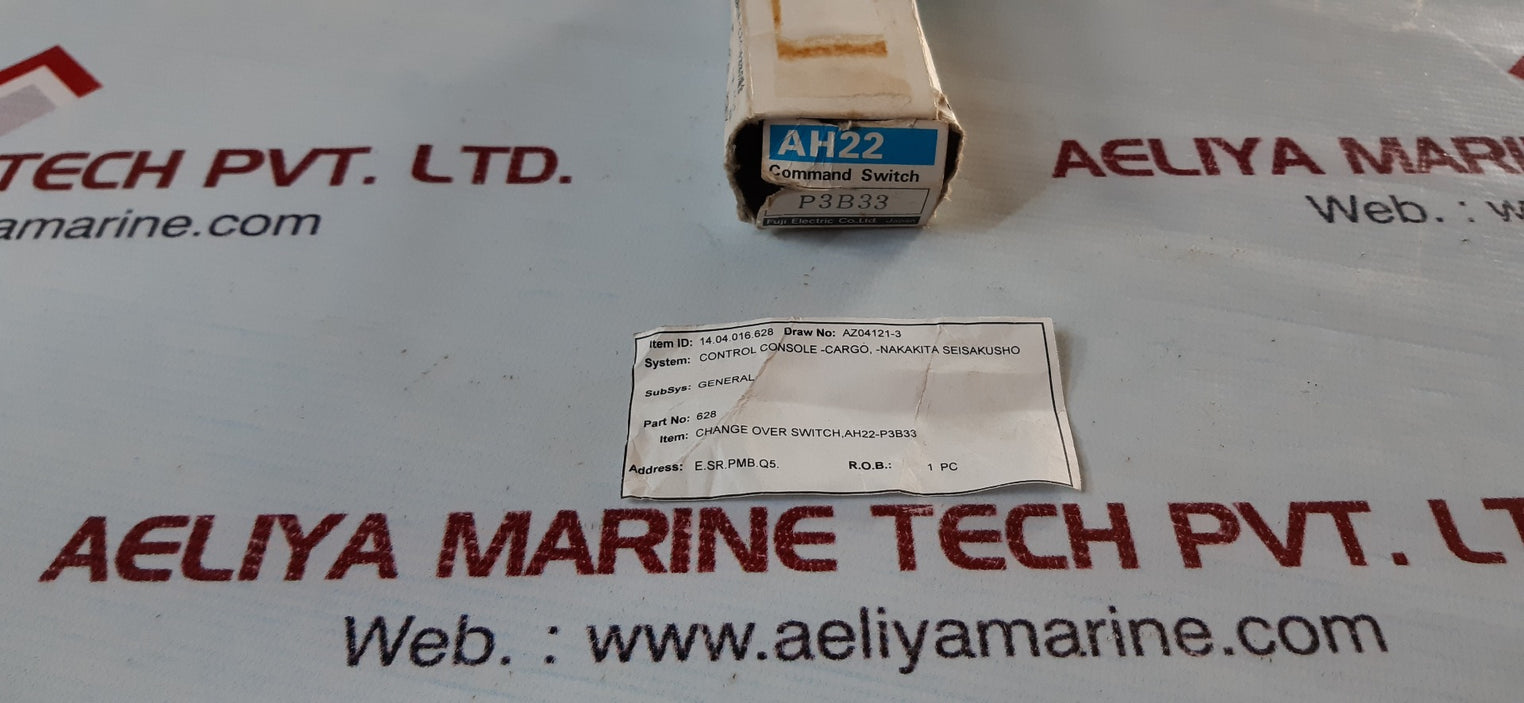 AH22
Command Switch
P3B33
Fuji Electric Co.,Ltd. Japan
TECH PVT. LTD.
amarine.com
AELIYA MARI
Web. : w
Item ID: 14.04.016.628 Draw No: AZ04121-3
System: CONTROL CONSOLE -CARGO, -NAKAKITA SEISAKUSHO
SubSys: GENERAL
Part No: 628
Item: CHANGE OVER SWITCH,AH22-P3B33
Address: E.SR.PMB.Q5. R.O.B.: 1 PC
AELIYA MARINE TECH PVT. LT
Web. : www.aeliyamarine.com